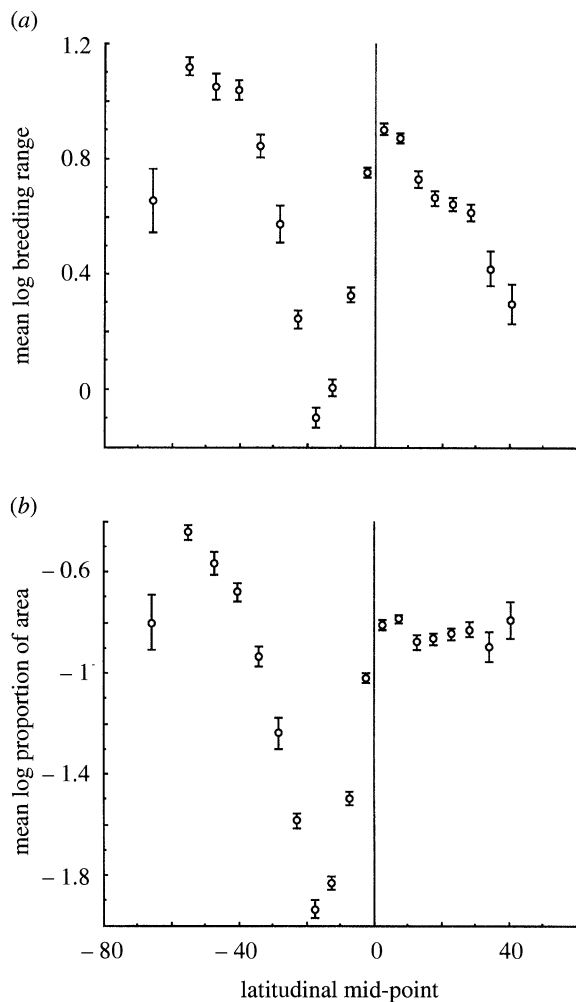 (a)
1.2
0.8
0.4
0
mean log breeding range
(b)
– 0.6
– 1
– 1.4
– 1.8
mean log proportion of area
– 80
– 40
0
40
latitudinal mid-point